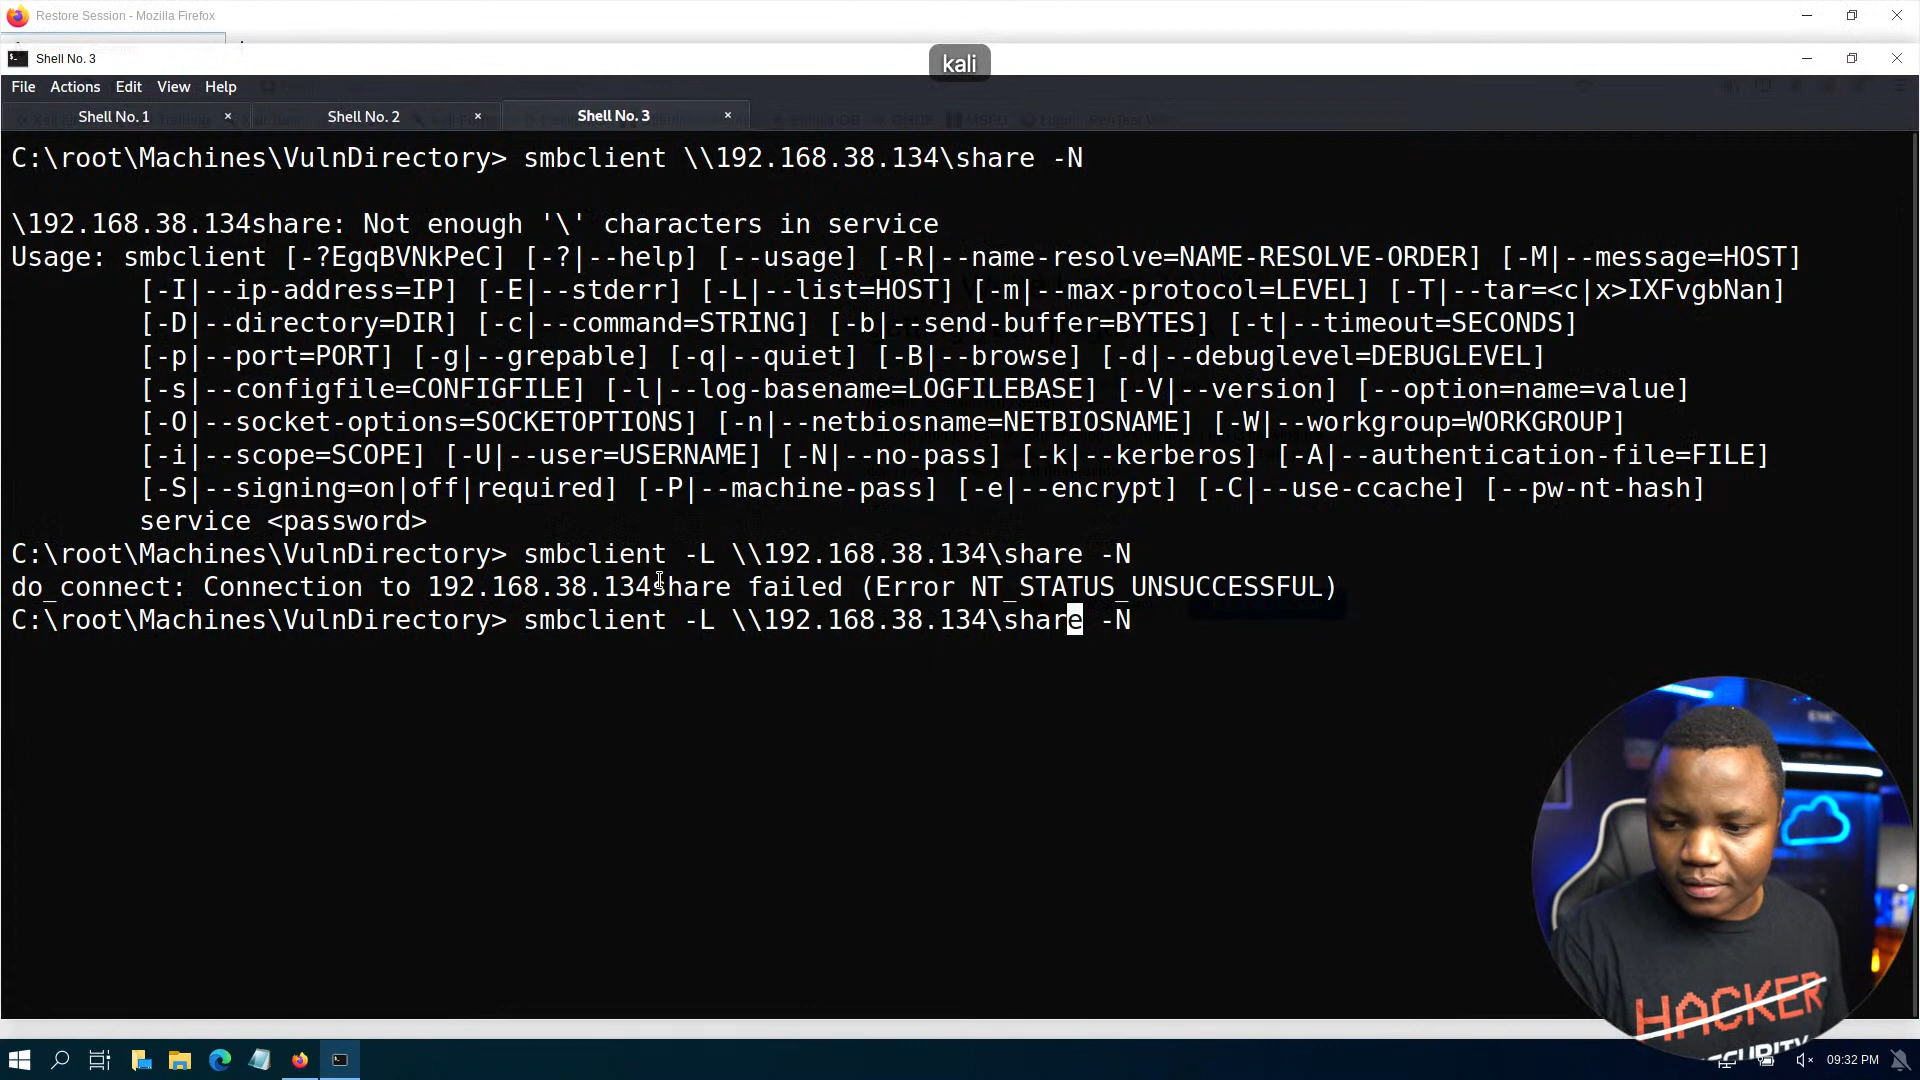 Restore Session - Mozilla Firefox
Shell No. 3
kali
File Actions Edit View Help
Shell No. 1 × Shell No. 2 × Shell No. 3 ×
C:\root\Machines\VulnDirectory> smbclient \\192.168.38.134\share -N
\192.168.38.134share: Not enough '\' characters in service
Usage: smbclient [-?EgqBVNkPeC] [-?|--help] [--usage] [-R|--name-resolve=NAME-RESOLVE-ORDER] [-M|--message=HOST]
[-I|--ip-address=IP] [-E|--stderr] [-L|--list=HOST] [-m|--max-protocol=LEVEL] [-T|--tar=<c|x>IXFvgbNan]
[-D|--directory=DIR] [-c|--command=STRING] [-b|--send-buffer=BYTES] [-t|--timeout=SECONDS]
[-p|--port=PORT] [-g|--grepable] [-q|--quiet] [-B|--browse] [-d|--debuglevel=DEBUGLEVEL]
[-s|--configfile=CONFIGFILE] [-l|--log-basename=LOGFILEBASE] [-V|--version] [--option=name=value]
[-O|--socket-options=SOCKETOPTIONS] [-n|--netbiosname=NETBIOSNAME] [-W|--workgroup=WORKGROUP]
[-i|--scope=SCOPE] [-U|--user=USERNAME] [-N|--no-pass] [-k|--kerberos] [-A|--authentication-file=FILE]
[-S|--signing=on|off|required] [-P|--machine-pass] [-e|--encrypt] [-C|--use-ccache] [--pw-nt-hash]
service <password>
C:\root\Machines\VulnDirectory> smbclient -L \\192.168.38.134\share -N
do_connect: Connection to 192.168.38.134share failed (Error NT_STATUS_UNSUCCESSFUL)
C:\root\Machines\VulnDirectory> smbclient -L \\192.168.38.134\share -N
HACKER
SECURITY
09:32 PM